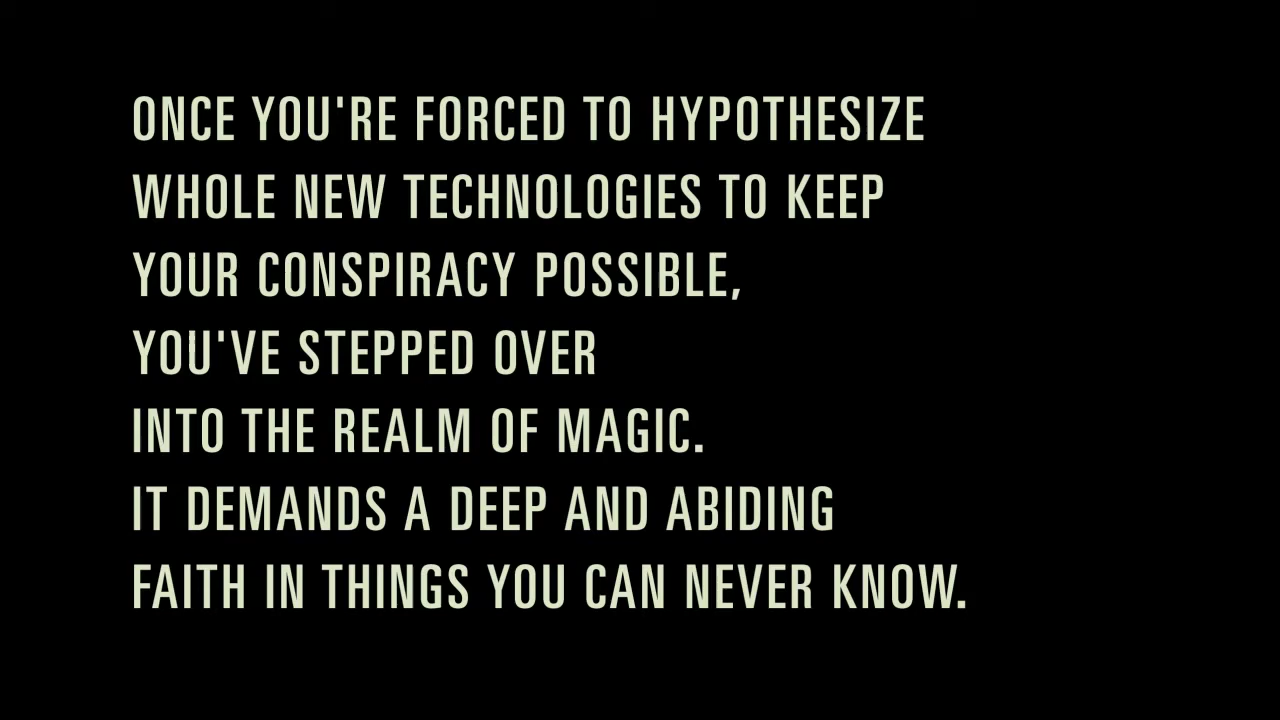 ONCE YOU'RE FORCED TO HYPOTHESIZE
WHOLE NEW TECHNOLOGIES TO KEEP
YOUR CONSPIRACY POSSIBLE,
YOU'VE STEPPED OVER
INTO THE REALM OF MAGIC.
IT DEMANDS A DEEP AND ABIDING
FAITH IN THINGS YOU CAN NEVER KNOW.